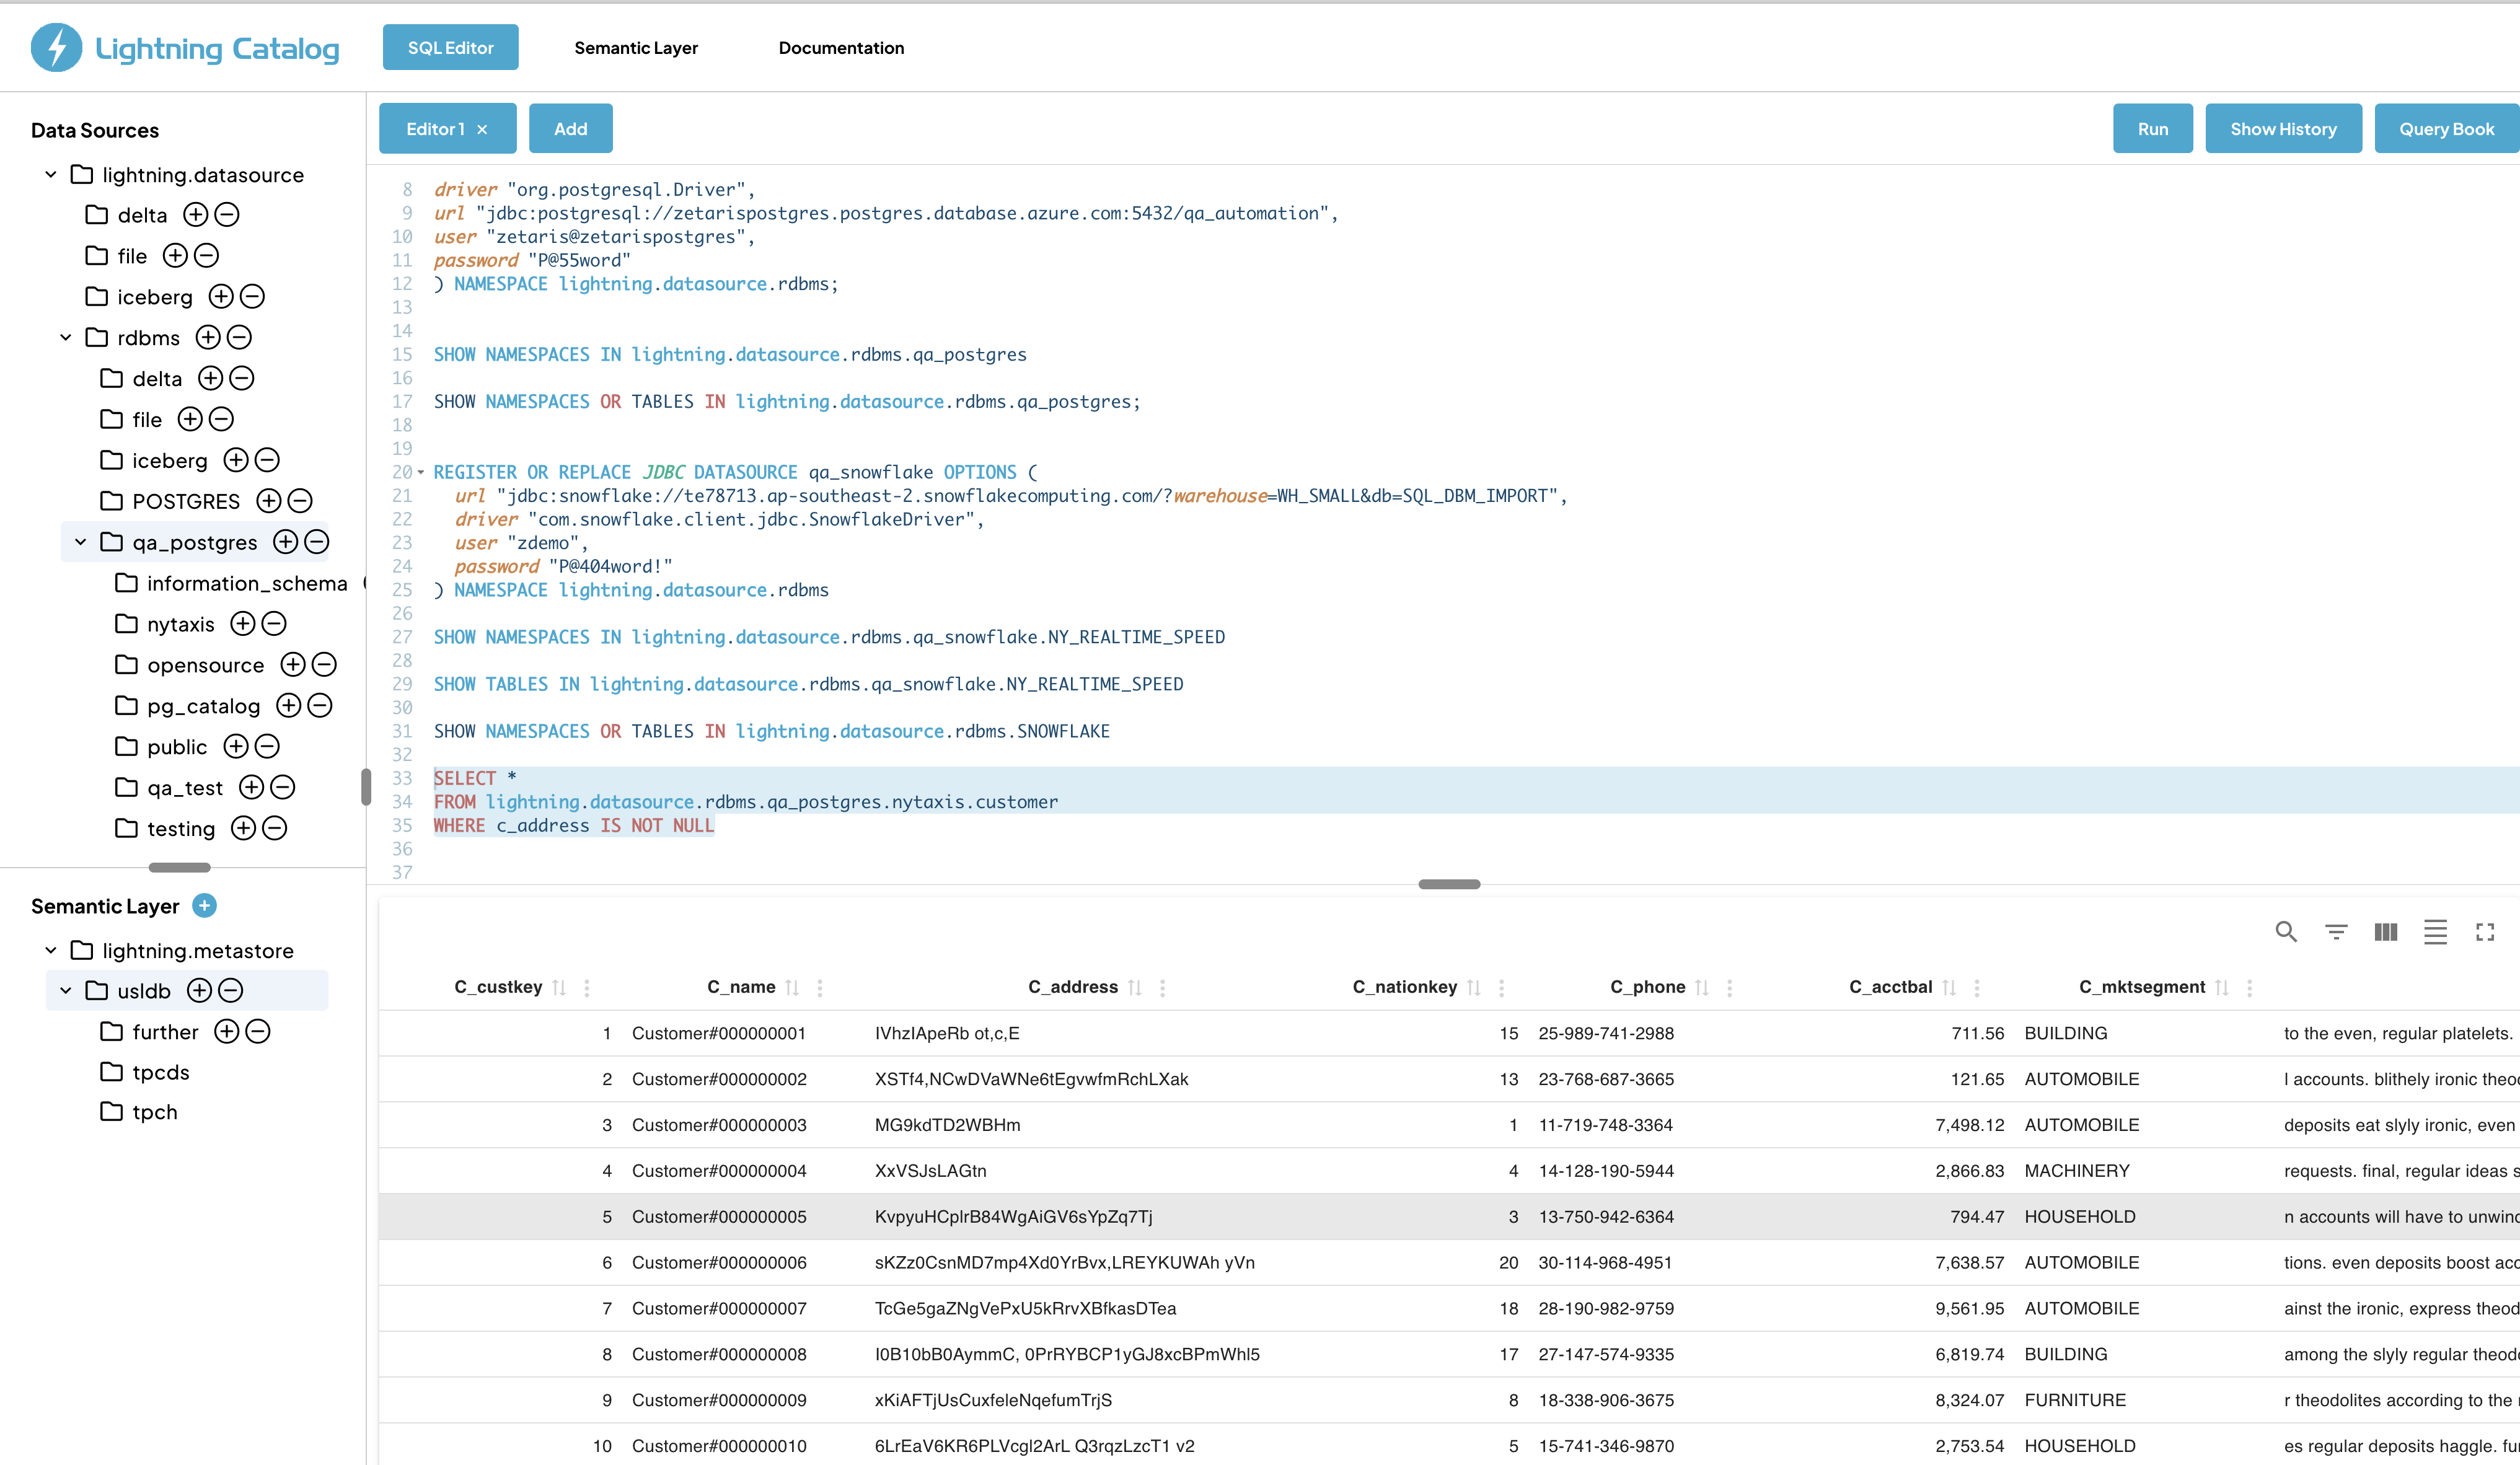 Lightning Catalog
SQL Editor
Semantic Layer
Documentation
Data Sources
lightning.datasource
delta
file
iceberg
rdbms
delta
file
iceberg
POSTGRES
qa_postgres
information_schema
nytaxis
opensource
pg_catalog
public
qa_test
testing
Semantic Layer
lightning.metastore
usldb
further
tpcds
tpch
Editor 1 ×
Add
Run
Show History
Query Book
8 driver "org.postgresql.Driver",
9 url "jdbc:postgresql://zetarispostgres.postgres.database.azure.com:5432/qa_automation",
10 user "zetaris@zetarispostgres",
11 password "P@55word"
12 ) NAMESPACE lightning.datasource.rdbms;
13
14
15 SHOW NAMESPACES IN lightning.datasource.rdbms.qa_postgres
16
17 SHOW NAMESPACES OR TABLES IN lightning.datasource.rdbms.qa_postgres;
18
19
20 REGISTER OR REPLACE JDBC DATASOURCE qa_snowflake OPTIONS (
21 url "jdbc:snowflake://te78713.ap-southeast-2.snowflakecomputing.com/?warehouse=WH_SMALL&db=SQL_DBM_IMPORT",
22 driver "com.snowflake.client.jdbc.SnowflakeDriver",
23 user "zdemo",
24 password "P@404word!"
25 ) NAMESPACE lightning.datasource.rdbms
26
27 SHOW NAMESPACES IN lightning.datasource.rdbms.qa_snowflake.NY_REALTIME_SPEED
28
29 SHOW TABLES IN lightning.datasource.rdbms.qa_snowflake.NY_REALTIME_SPEED
30
31 SHOW NAMESPACES OR TABLES IN lightning.datasource.rdbms.SNOWFLAKE
32
33 SELECT *
34 FROM lightning.datasource.rdbms.qa_postgres.nytaxis.customer
35 WHERE c_address IS NOT NULL
36
37
C_custkey C_name C_address C_nationkey C_phone C_acctbal C_mktsegment
1 Customer#000000001 IVhzIApeRb ot,c,E 15 25-989-741-2988 711.56 BUILDING to the even, regular platelets.
2 Customer#000000002 XSTf4,NCwDVaWNe6tEgvwfmRchLXak 13 23-768-687-3665 121.65 AUTOMOBILE l accounts. blithely ironic
3 Customer#000000003 MG9kdTD2WBHm 1 11-719-748-3364 7,498.12 AUTOMOBILE deposits eat slyly ironic, even
4 Customer#000000004 XxVSJsLAGtn 4 14-128-190-5944 2,866.83 MACHINERY requests. final, regular ideas
5 Customer#000000005 KvpyuHCplrB84WgAiGV6sYpZq7Tj 3 13-750-942-6364 794.47 HOUSEHOLD n accounts will have to
6 Customer#000000006 sKZz0CsnMD7mp4Xd0YrBvx,LREYKUWAh yVn 20 30-114-968-4951 7,638.57 AUTOMOBILE tions. even deposits boost
7 Customer#000000007 TcGe5gaZNgVePxU5kRrvXBfkasDTea 18 28-190-982-9759 9,561.95 AUTOMOBILE ainst the ironic, express
8 Customer#000000008 I0B10bB0AymmC, 0PrRYBCP1yGJ8xcBPmWhl5 17 27-147-574-9335 6,819.74 BUILDING among the slyly regular
9 Customer#000000009 xKiAFTjUsCuxfeleNqefumTrjS 8 18-338-906-3675 8,324.07 FURNITURE r theodolites according to the
10 Customer#000000010 6LrEaV6KR6PLVcgl2ArL Q3rqzLzcT1 v2 5 15-741-346-9870 2,753.54 HOUSEHOLD es regular deposits haggle.